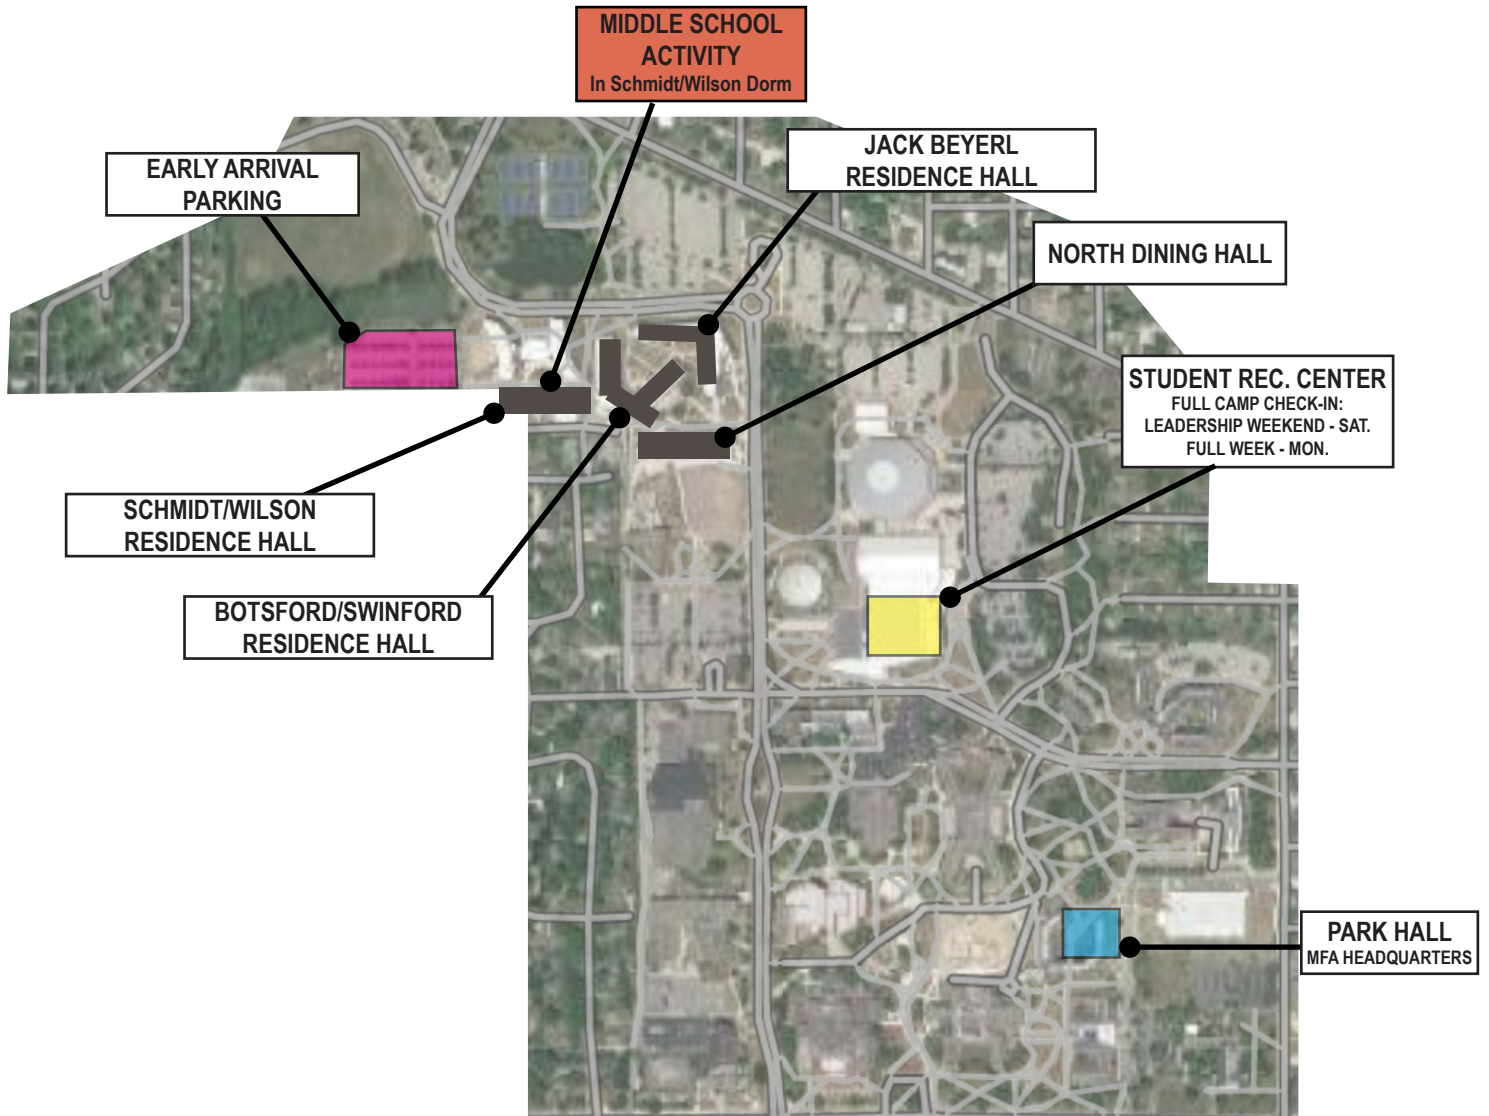 MIDDLE SCHOOL
ACTIVITY
In Schmidt/Wilson Dorm
JACK BEYERL
RESIDENCE HALL
EARLY ARRIVAL
PARKING
NORTH DINING HALL
STUDENT REC. CENTER
FULL CAMP CHECK-IN:
LEADERSHIP WEEKEND - SAT.
FULL WEEK - MON.
SCHMIDT/WILSON
RESIDENCE HALL
BOTSFORD/SWINFORD
RESIDENCE HALL
PARK HALL
MFA HEADQUARTERS